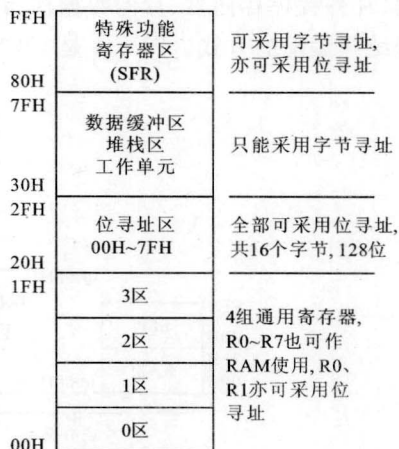 FFH
特殊功能
寄存器区
(SFR)
可采用字节寻址,
亦可采用位寻址
80H
7FH
数据缓冲区
堆栈区
工作单元
只能采用字节寻址
30H
2FH
位寻址区
00H~7FH
全部可采用位寻址,
共16个字节, 128位
20H
1FH
3区
2区
1区
0区
4组通用寄存器,
R0~R7也可作
RAM使用, R0、
R1亦可采用位
寻址
00H